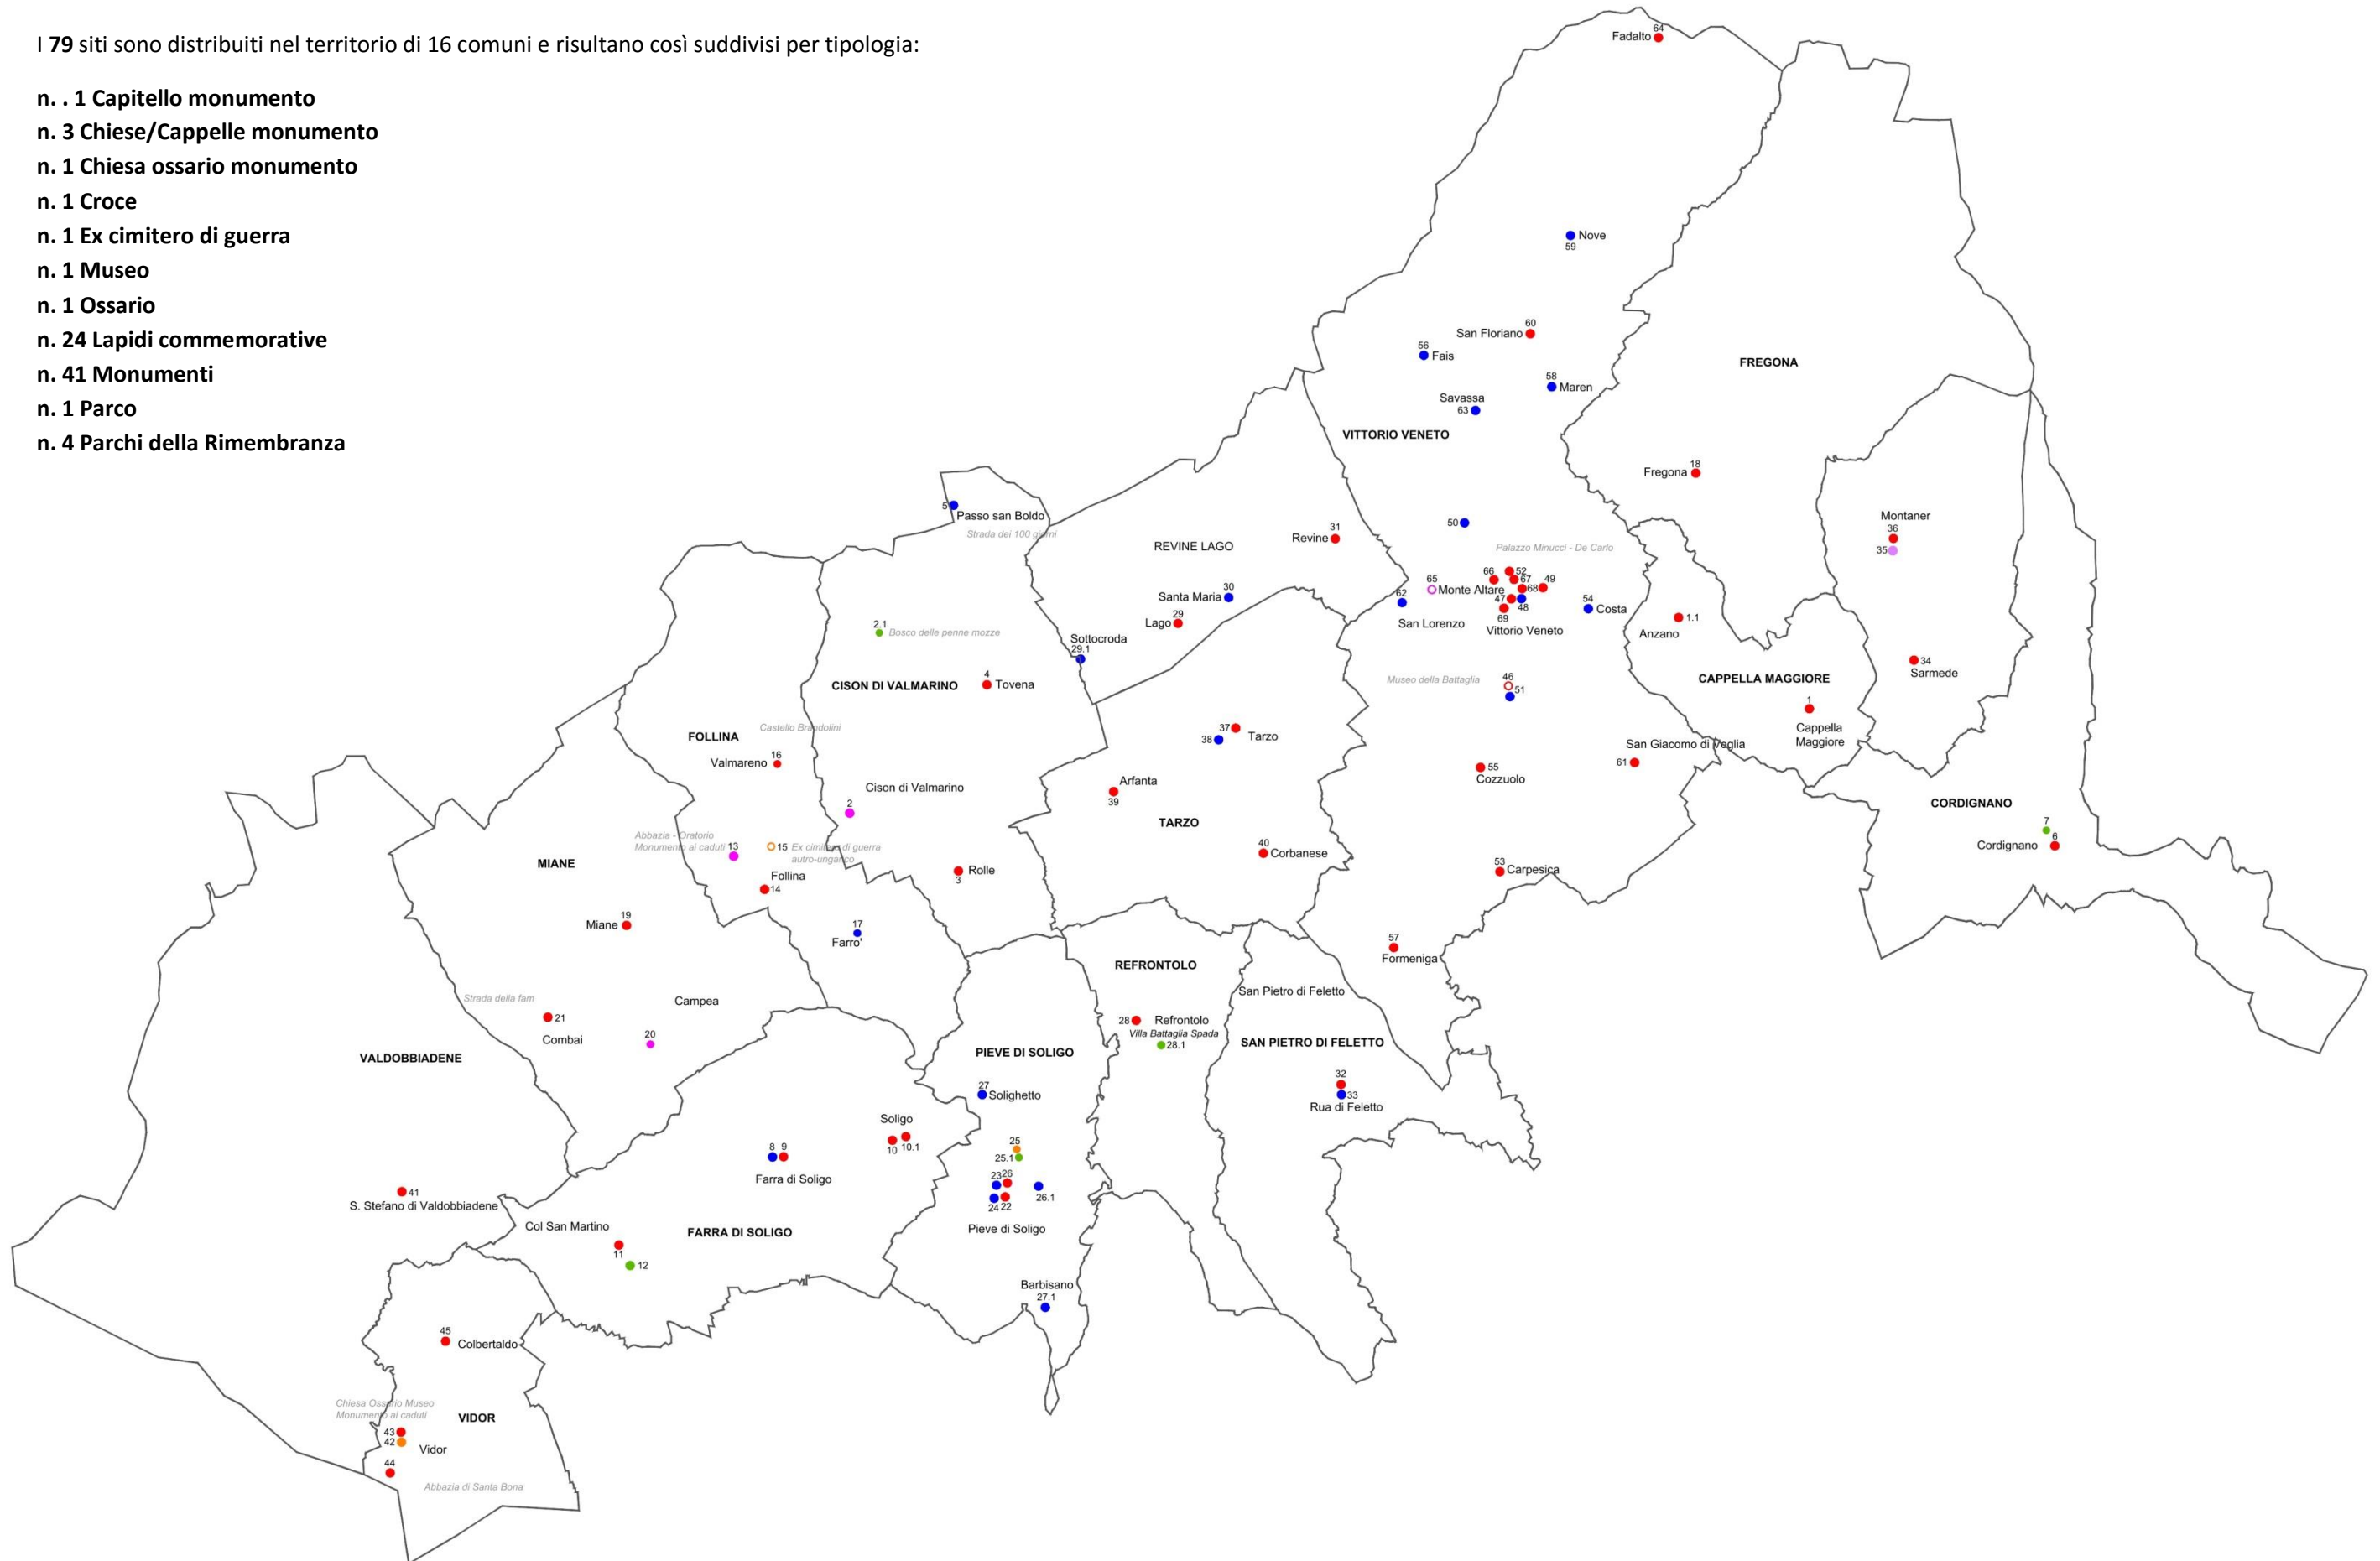 I 79 siti sono distribuiti nel territorio di 16 comuni e risultano così suddivisi per tipologia:
n. . 1 Capitello monumento
n. 3 Chiese/Cappelle monumento
n. 1 Chiesa ossario monumento
n. 1 Croce
n. 1 Ex cimitero di guerra
n. 1 Museo
n. 1 Ossario
n. 24 Lapidi commemorative
n. 41 Monumenti
n. 1 Parco
n. 4 Parchi della Rimembranza
64
Fadalto
Nove
59
60
San Floriano
56
Fais
58
Maren
Savassa
63
VITTORIO VENETO
FREGONA
18
Fregona
50
Palazzo Minucci - De Carlo
66
52
67
68
49
47
48
69
Vittorio Veneto
65
Monte Altare
62
San Lorenzo
54
Costa
Museo della Battaglia
46
51
55
Cozzuolo
San Giacomo di Veglia
61
53
Carpesica
57
Formeniga
1.1
Anzano
CAPPELLA MAGGIORE
1
Cappella
Maggiore
Montaner
36
35
34
Sarmede
CORDIGNANO
7
6
Cordignano
5
Passo san Boldo
Strada dei 100 giorni
REVINE LAGO
31
Revine
30
Santa Maria
29
Lago
Sottocroda
29.1
2.1
Bosco delle penne mozze
CISON DI VALMARINO
4
Tovena
Castello Brandolini
Cison di Valmarino
2
Rolle
3
37
38
Tarzo
Arfanta
39
TARZO
40
Corbanese
FOLLINA
16
Valmareno
Abbazia - Oratorio
Monumento ai caduti
13
15
Ex cimitero di guerra
autro-ungarico
Follina
14
17
Farro'
MIANE
19
Miane
Campea
Strada della fam
21
Combai
20
VALDOBBIADENE
41
S. Stefano di Valdobbiadene
REFRONTOLO
28
Refrontolo
Villa Battaglia Spada
28.1
San Pietro di Feletto
SAN PIETRO DI FELETTO
32
33
Rua di Feletto
PIEVE DI SOLIGO
27
Solighetto
25
25.1
23
26
24
22
26.1
Pieve di Soligo
Barbisano
27.1
Soligo
10
10.1
8
9
Farra di Soligo
FARRA DI SOLIGO
Col San Martino
11
12
45
Colbertaldo
Chiesa Ossario Museo
Monumento ai caduti
VIDOR
43
42
Vidor
44
Abbazia di Santa Bona